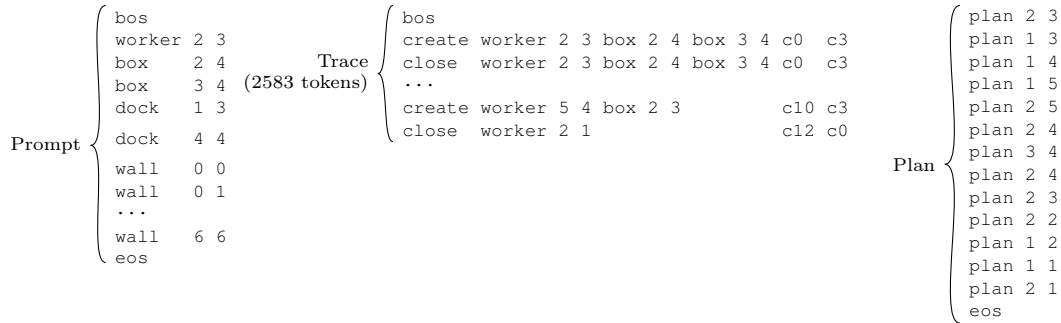 Prompt
bos
worker 2 3
box 2 4
box 3 4
dock 1 3
dock 4 4
wall 0 0
wall 0 1
...
wall 6 6
eos
Trace
(2583 tokens)
bos
create worker 2 3 box 2 4 box 3 4 c0 c3
close worker 2 3 box 2 4 box 3 4 c0 c3
...
create worker 5 4 box 2 3 c10 c3
close worker 2 1 c12 c0
Plan
plan 2 3
plan 1 3
plan 1 4
plan 1 5
plan 2 5
plan 2 4
plan 3 4
plan 2 4
plan 2 3
plan 2 2
plan 1 2
plan 1 1
plan 2 1
eos